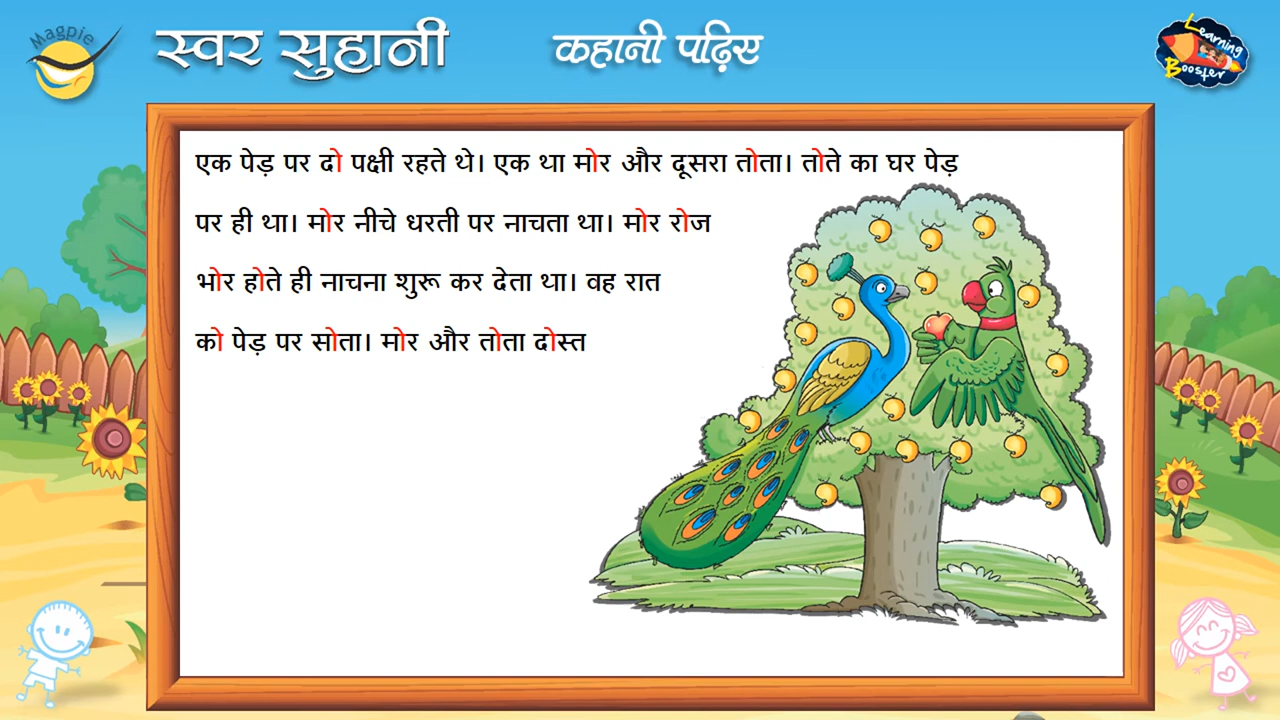 Magpie
स्वर सुहानी
कहानी पढ़िए
Learning
Booster
एक पेड़ पर दो पक्षी रहते थे। एक था मोर और दूसरा तोता। तोते का घर पेड़
पर ही था। मोर नीचे धरती पर नाचता था। मोर रोज
भोर होते ही नाचना शुरू कर देता था। वह रात
को पेड़ पर सोता। मोर और तोता दोस्त